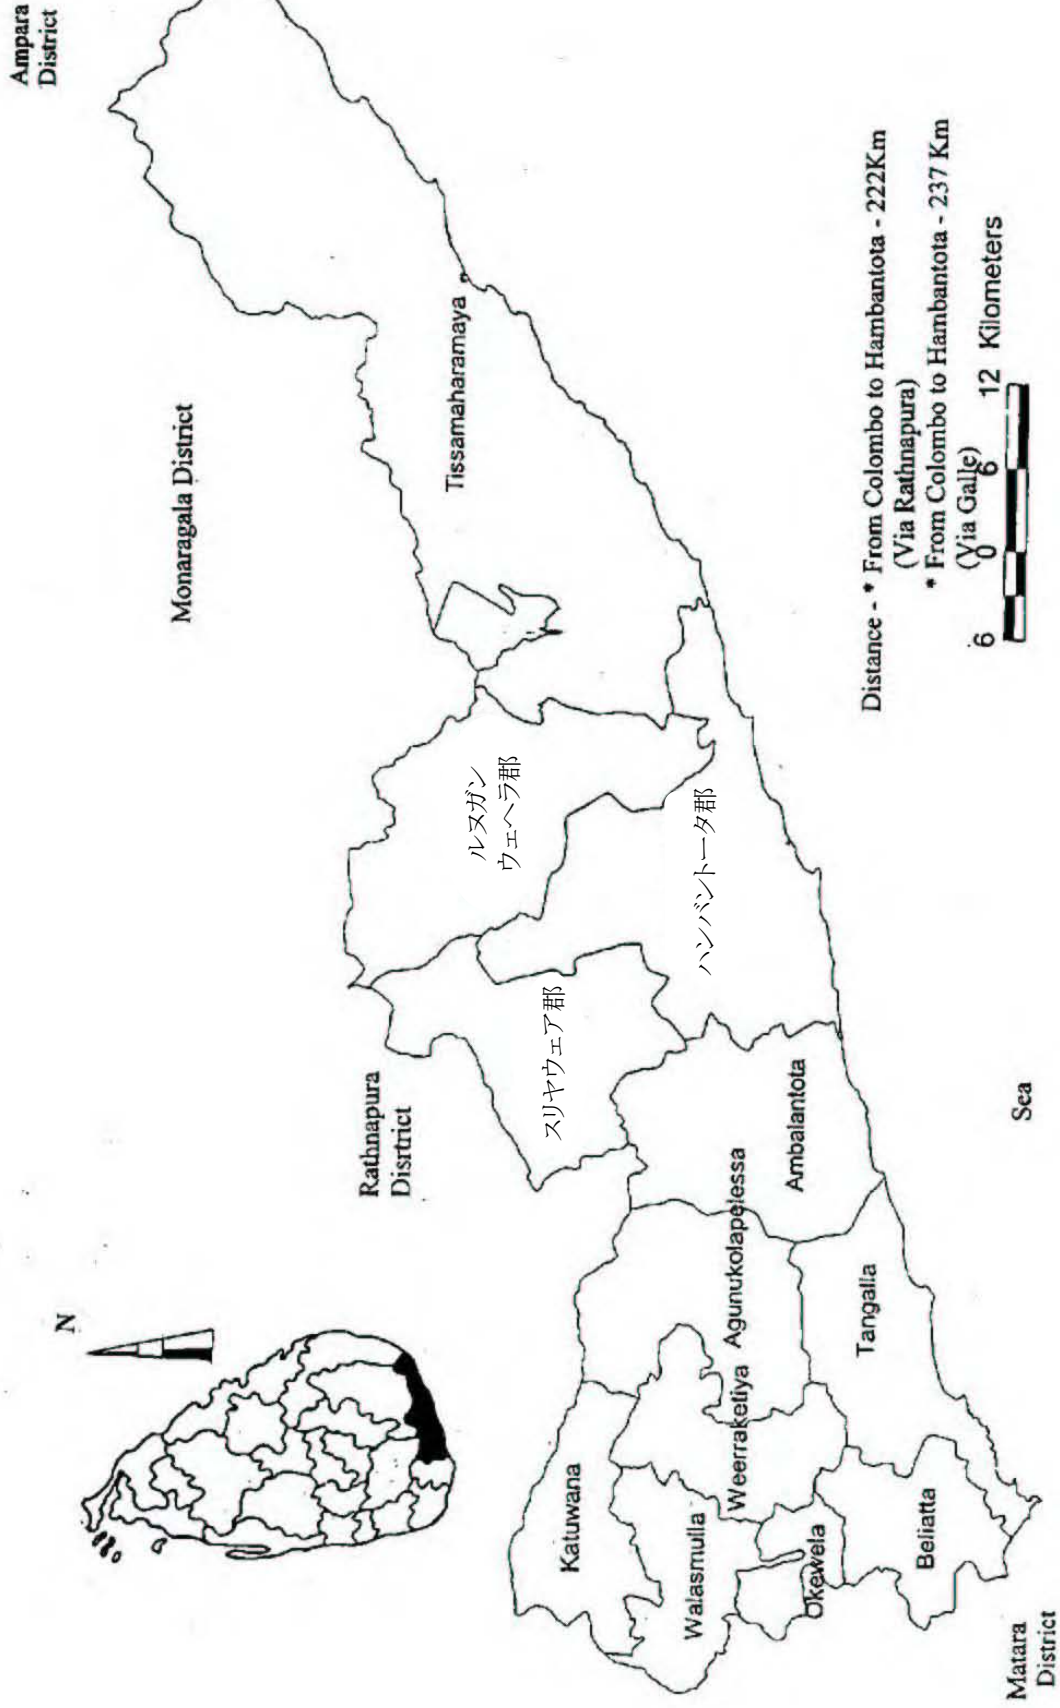 Ampara
District
Monaragala District
Tissamaharamaya
ルヌガン
ウェヘラ郡
ハンバントータ郡
スリヤウェア郡
Rathnapura
Disrtrict
N
Ambalantota
Agunukolapelessa
Tangalla
Weerraketiya
Katuwana
Walasmulla
Okewela
Beliatta
Matara
District
Sea
Distance - * From Colombo to Hambantota - 222Km
(Via Rathnapura)
* From Colombo to Hambantota - 237 Km
(Via Galle)
6 0 6 12 Kilometers